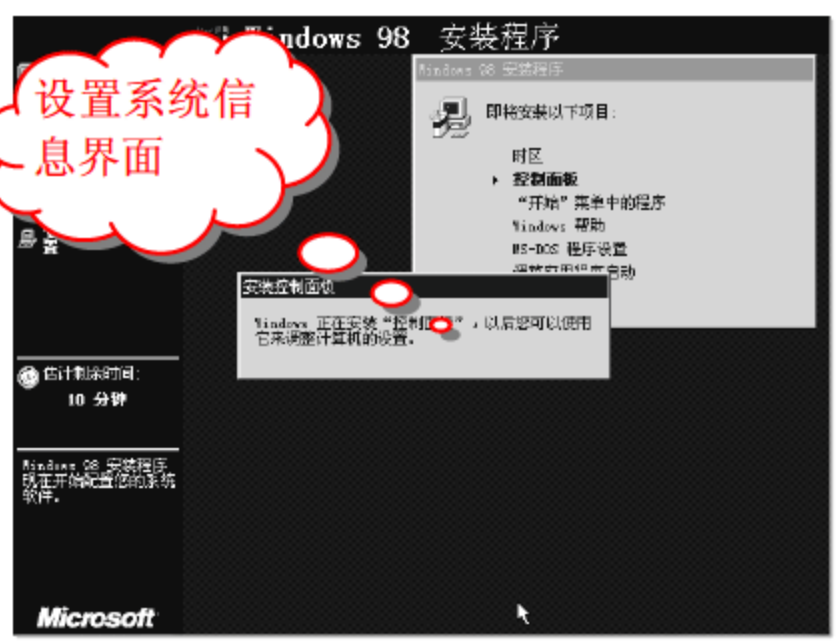 Windows 98 安装程序
设置系统信
息界面
置
估计剩余时间:
10 分钟
Windows 98 安装程序
现在开始配置您的系统
软件。
Microsoft
Windows 98 安装程序
即将安装以下项目:
时区
控制面板
“开始”菜单中的程序
Windows 帮助
MS-DOS 程序设置
安装控制面板
Windows 正在安装“控制面板”，以后您可以使用
它来调整计算机的设置。